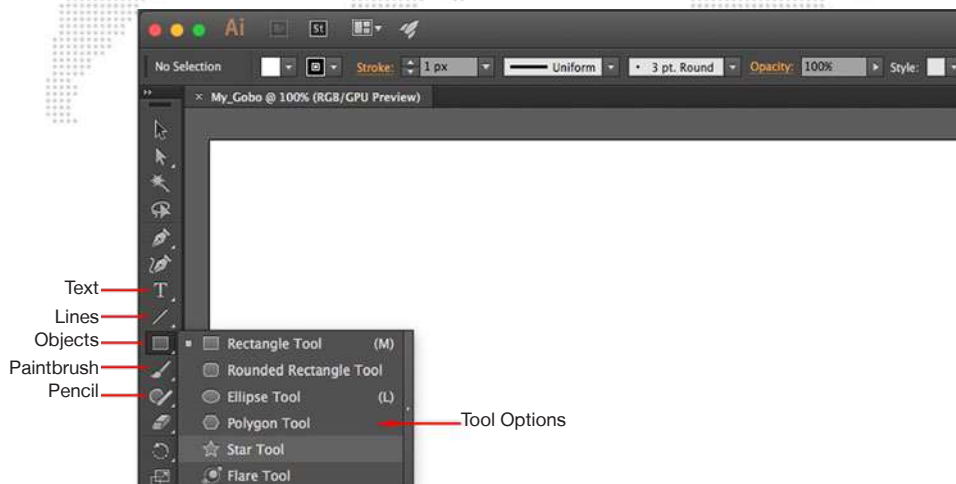 Ai St
No Selection Stroke: 1 px Uniform 3 pt. Round Opacity: 100% Style:
× My_Gobo @ 100% (RGB/GPU Preview)
Text
Lines
Objects
Paintbrush
Pencil
T
Rectangle Tool (M)
Rounded Rectangle Tool
Ellipse Tool (L)
Polygon Tool
Star Tool
Flare Tool
Tool Options